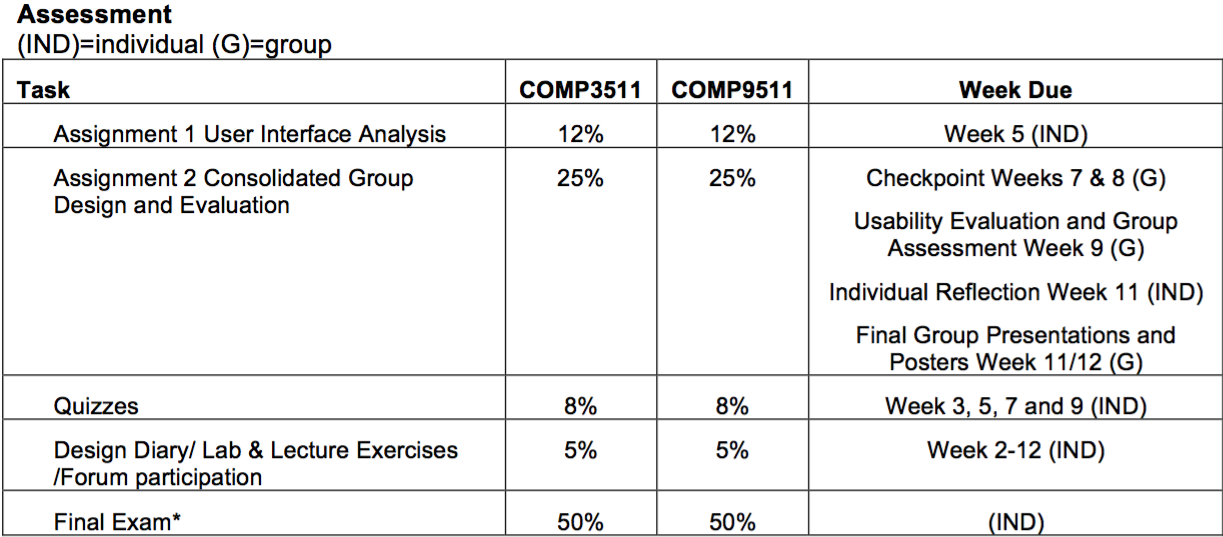 Assessment
(IND)=individual (G)=group
Task COMP3511 COMP9511 Week Due
Assignment 1 User Interface Analysis 12% 12% Week 5 (IND)
Assignment 2 Consolidated Group 25% 25% Checkpoint Weeks 7 & 8 (G)
Design and Evaluation
Usability Evaluation and Group
Assessment Week 9 (G)
Individual Reflection Week 11 (IND)
Final Group Presentations and
Posters Week 11/12 (G)
Quizzes 8% 8% Week 3, 5, 7 and 9 (IND)
Design Diary/ Lab & Lecture Exercises 5% 5% Week 2-12 (IND)
/Forum participation
Final Exam* 50% 50% (IND)